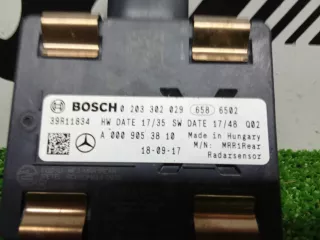 BOSCH 0 203 302 029 658 6502
39R11834 HW DATE 17/35 SW DATE 17/48 Q02
A 000 905 38 10 Made in Hungary
18-09-17 M/N: MRR1Rear
Radarsensor